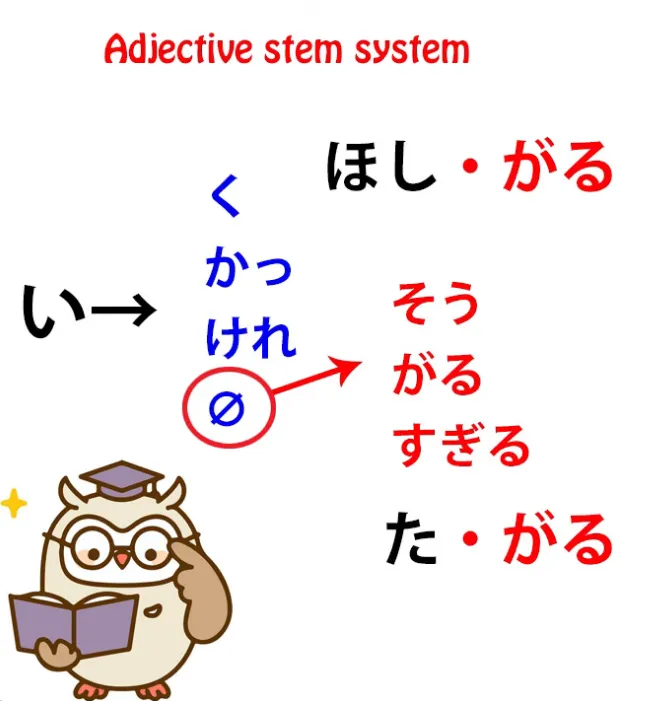 Adjective stem system
ほし・がる
い→
く
かっ
けれ
∅
そう
がる
すぎる
た・がる